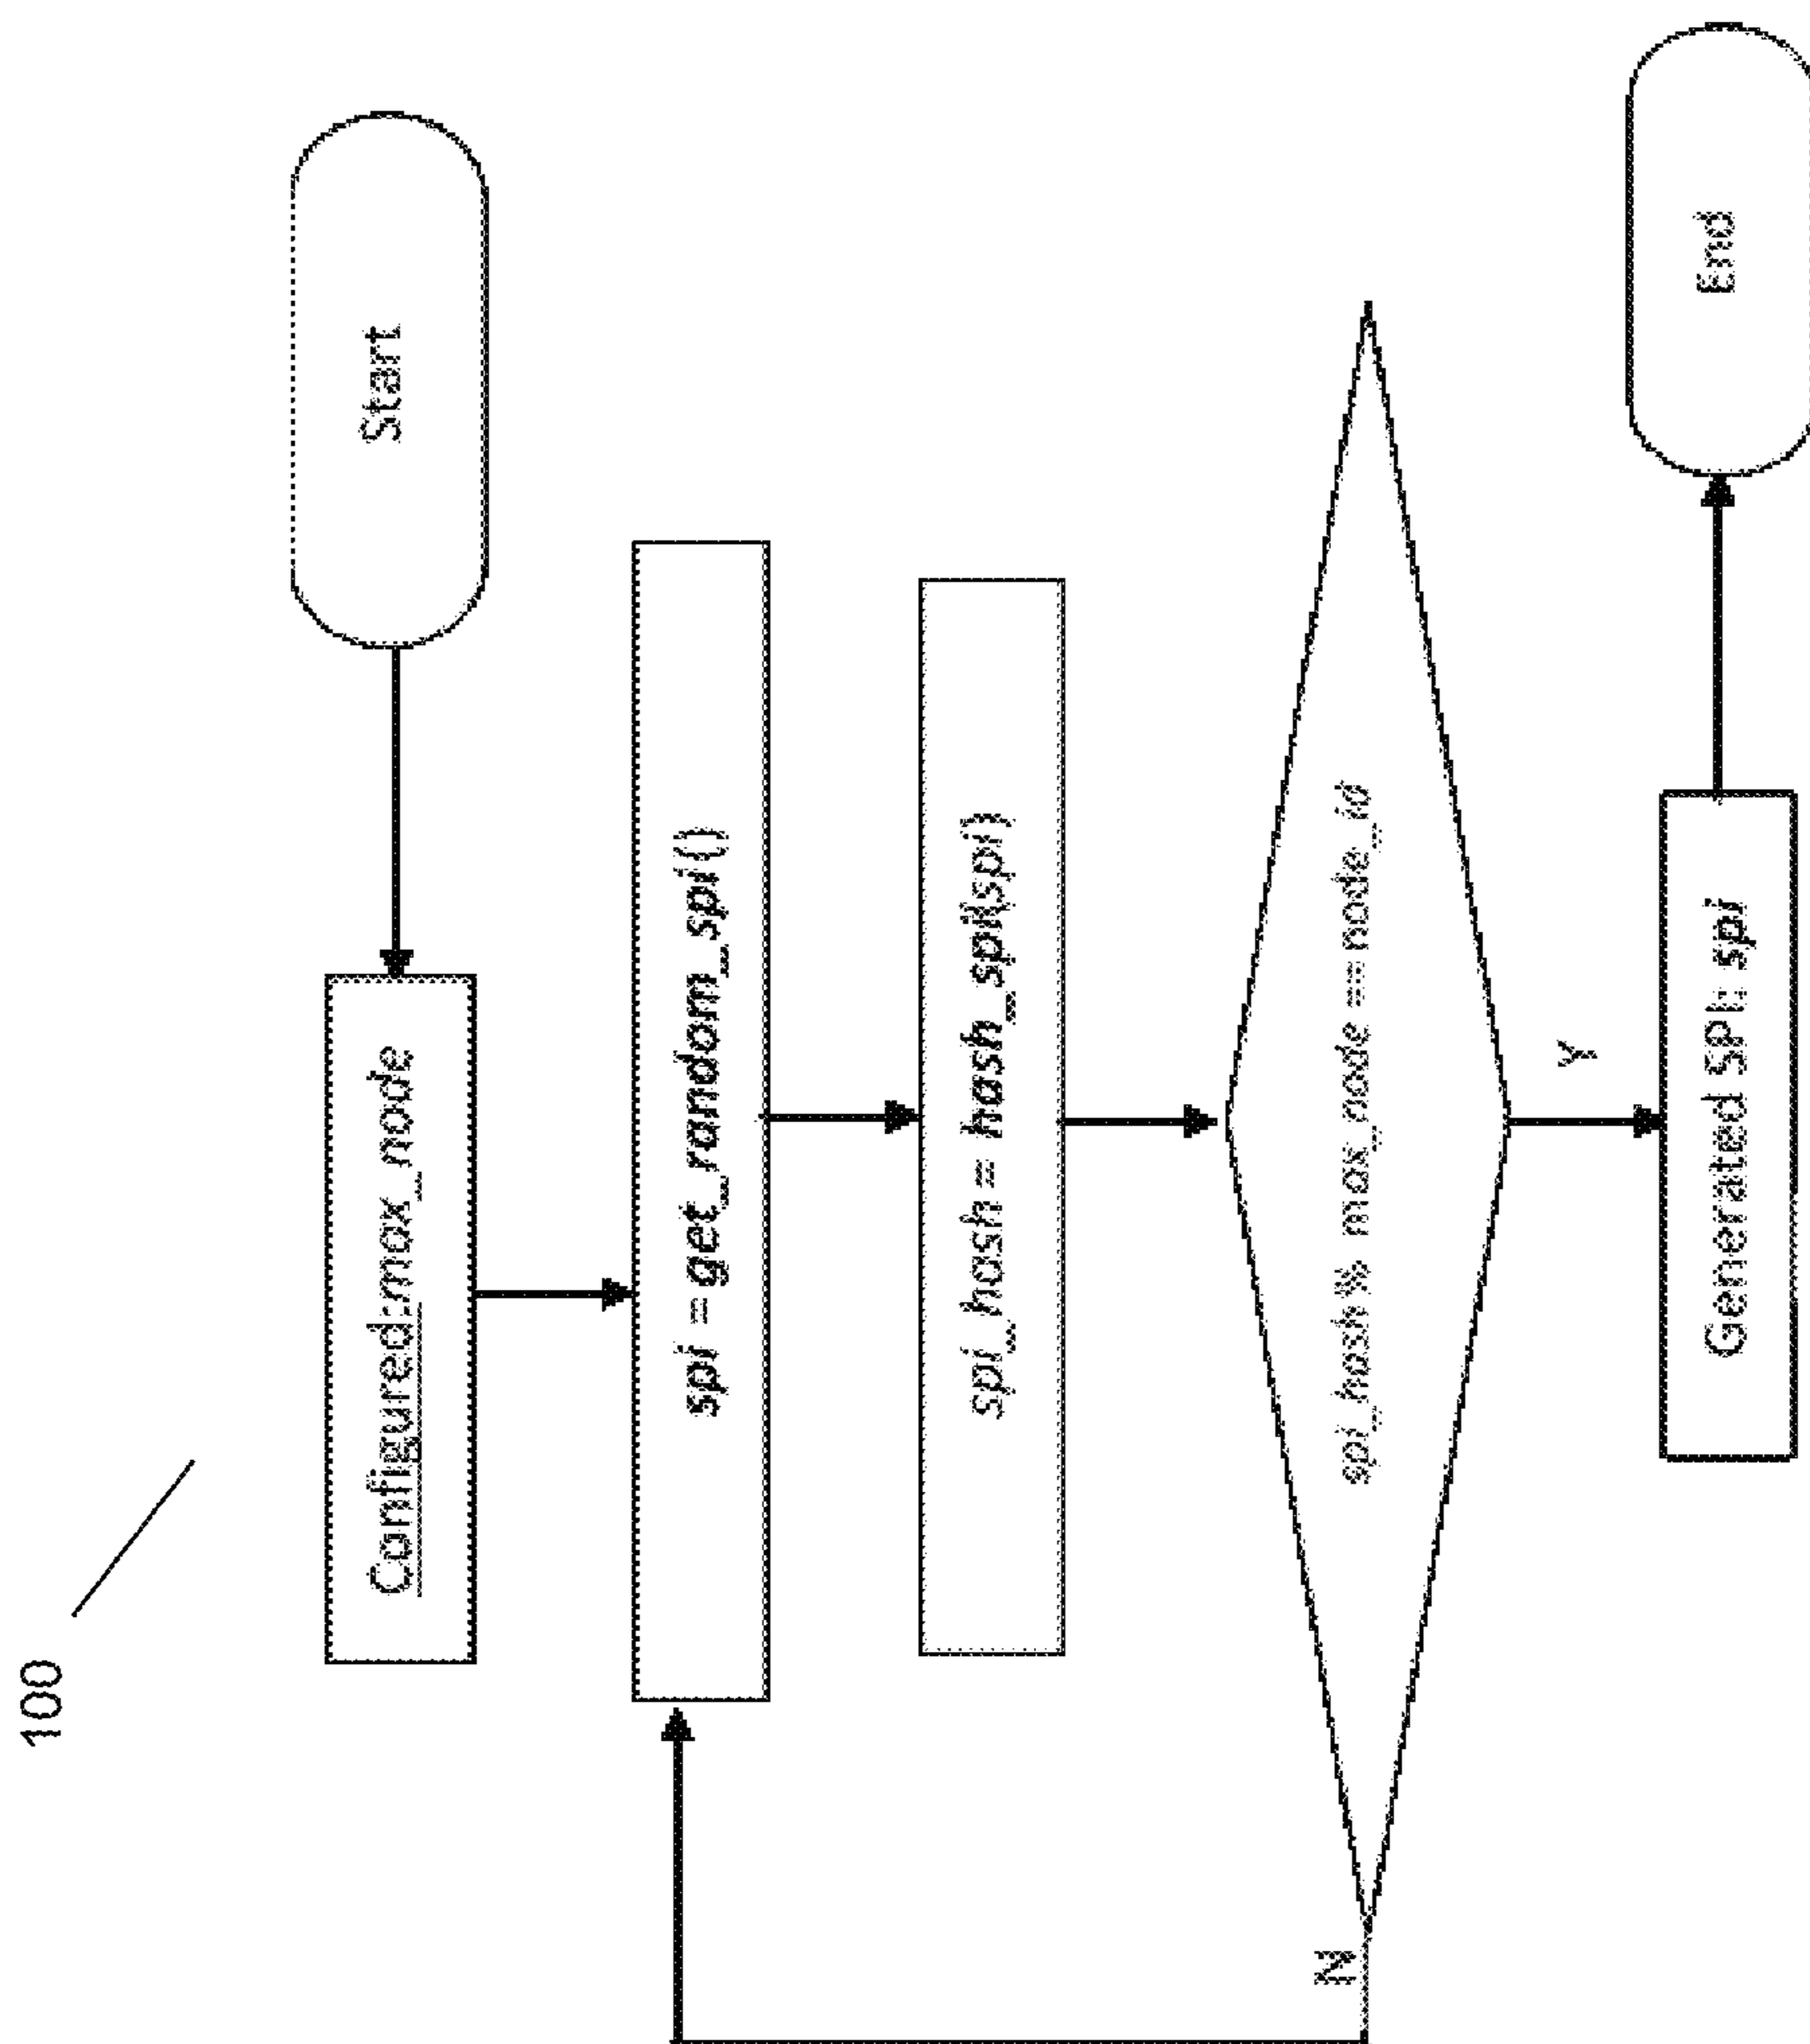 100
Start
Configured:max_node
spi = get_random_spi()
spi_hash = hash_spi(spi)
spi_hash % max_node == node_id
N
Y
Generated SPI: spi
End